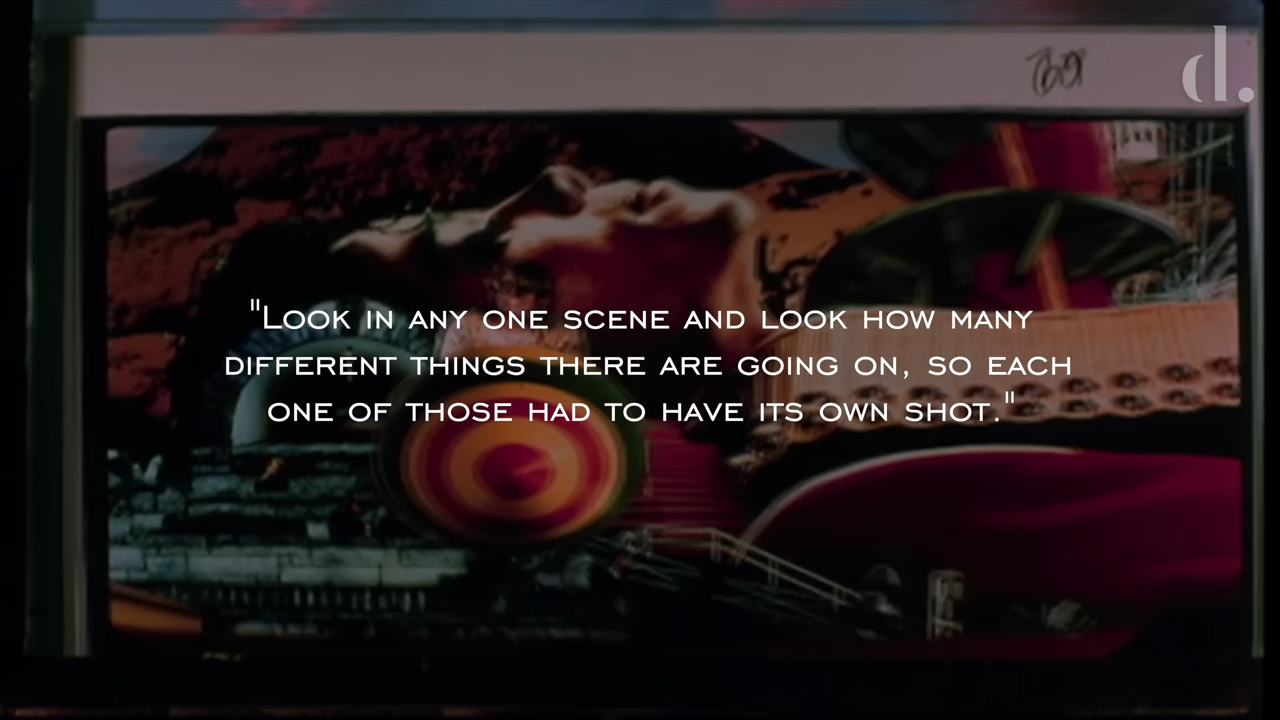 d.
"Look in any one scene and look how many
different things there are going on, so each
one of those had to have its own shot."